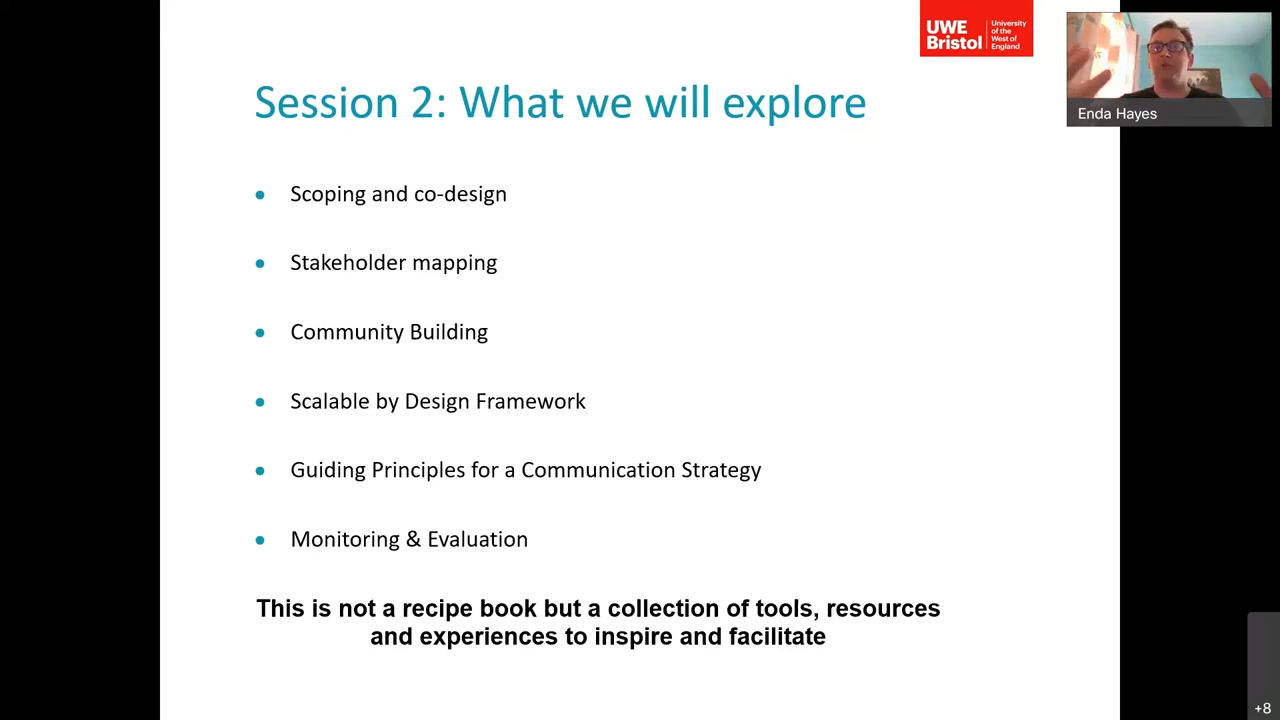 UWE
Bristol
University
of the
West of
England
Enda Hayes
Session 2: What we will explore
• Scoping and co-design
• Stakeholder mapping
• Community Building
• Scalable by Design Framework
• Guiding Principles for a Communication Strategy
• Monitoring & Evaluation
This is not a recipe book but a collection of tools, resources
and experiences to inspire and facilitate
+8